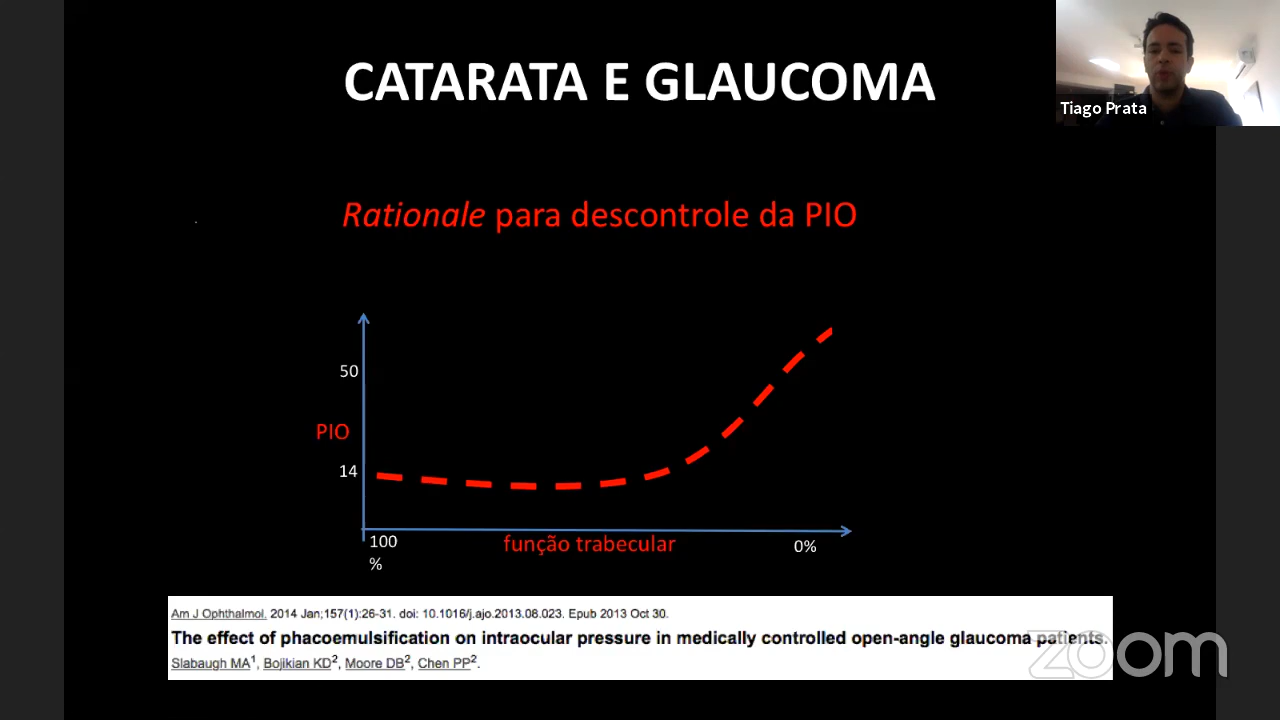 CATARATA E GLAUCOMA
Tiago Prata
Rationale para descontrole da PIO
50
PIO
14
100
%
função trabecular
0%
Am J Ophthalmol. 2014 Jan;157(1):26-31. doi: 10.1016/j.ajo.2013.08.023. Epub 2013 Oct 30.
The effect of phacoemulsification on intraocular pressure in medically controlled open-angle glaucoma patients.
Slabaugh MA1, Bojikian KD2, Moore DB2, Chen PP2.
zoom